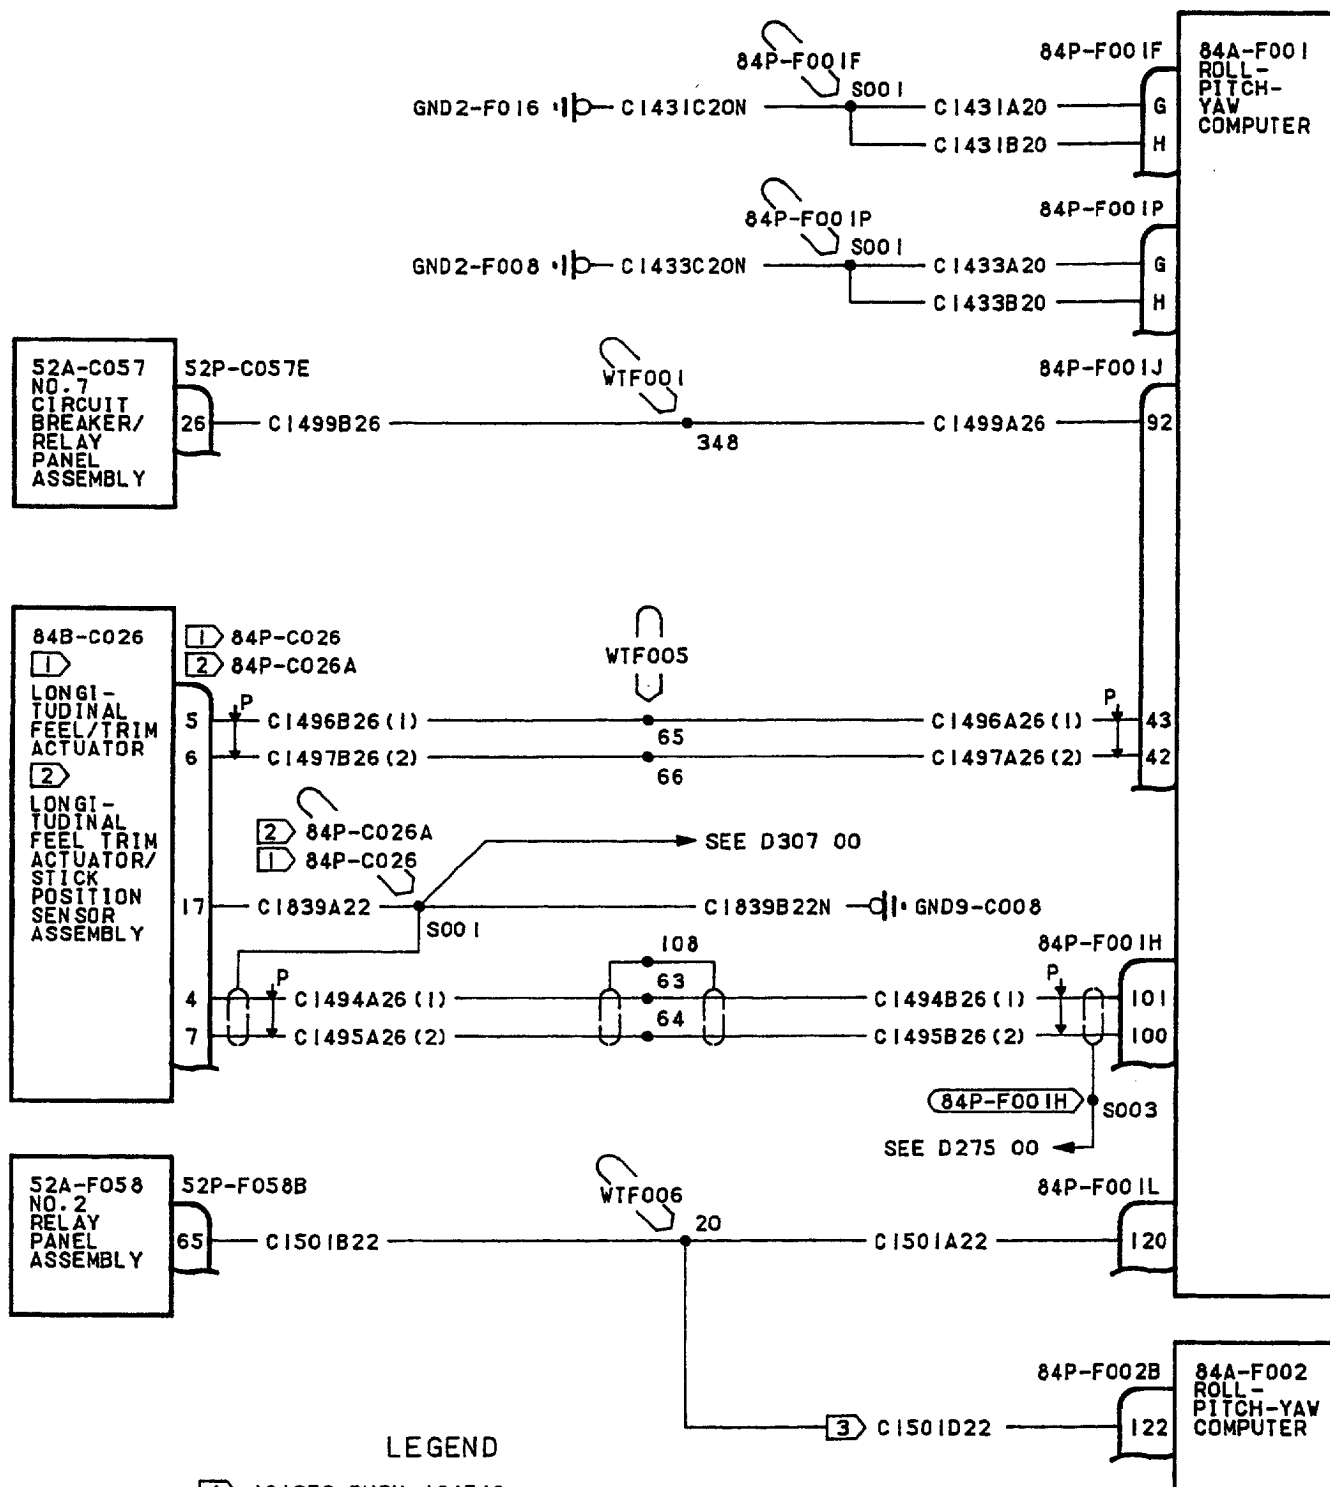 84P-F001F
84P-F001F
84A-F001
ROLL-
PITCH-
YAW
COMPUTER
S001
GND2-F016
C1431C20N
C1431A20
G
C1431B20
H
84P-F001P
84P-F001P
S001
GND2-F008
C1433C20N
C1433A20
G
C1433B20
H
52A-C057
NO.7
CIRCUIT
BREAKER/
RELAY
PANEL
ASSEMBLY
52P-C057E
26
C1499B26
WTF001
348
C1499A26
84P-F001J
92
84B-C026
1
LONGI-
TUDINAL
FEEL/TRIM
ACTUATOR
2
LONGI-
TUDINAL
FEEL TRIM
ACTUATOR/
STICK
POSITION
SENSOR
ASSEMBLY
1 84P-C026
2 84P-C026A
WTF005
5
P
C1496B26(1)
65
C1496A26(1)
P
43
6
C1497B26(2)
66
C1497A26(2)
42
2 84P-C026A
1 84P-C026
SEE D307 00
17
C1839A22
S001
C1839B22N
GND9-C008
108
84P-F001H
4
P
C1494A26(1)
63
C1494B26(1)
P
101
7
C1495A26(2)
64
C1495B26(2)
100
84P-F001H
S003
SEE D275 00
52A-F058
NO.2
RELAY
PANEL
ASSEMBLY
52P-F058B
65
C1501B22
WTF006
20
C1501A22
84P-F001L
120
84P-F002B
84A-F002
ROLL-
PITCH-YAW
COMPUTER
3 C1501D22
122
LEGEND